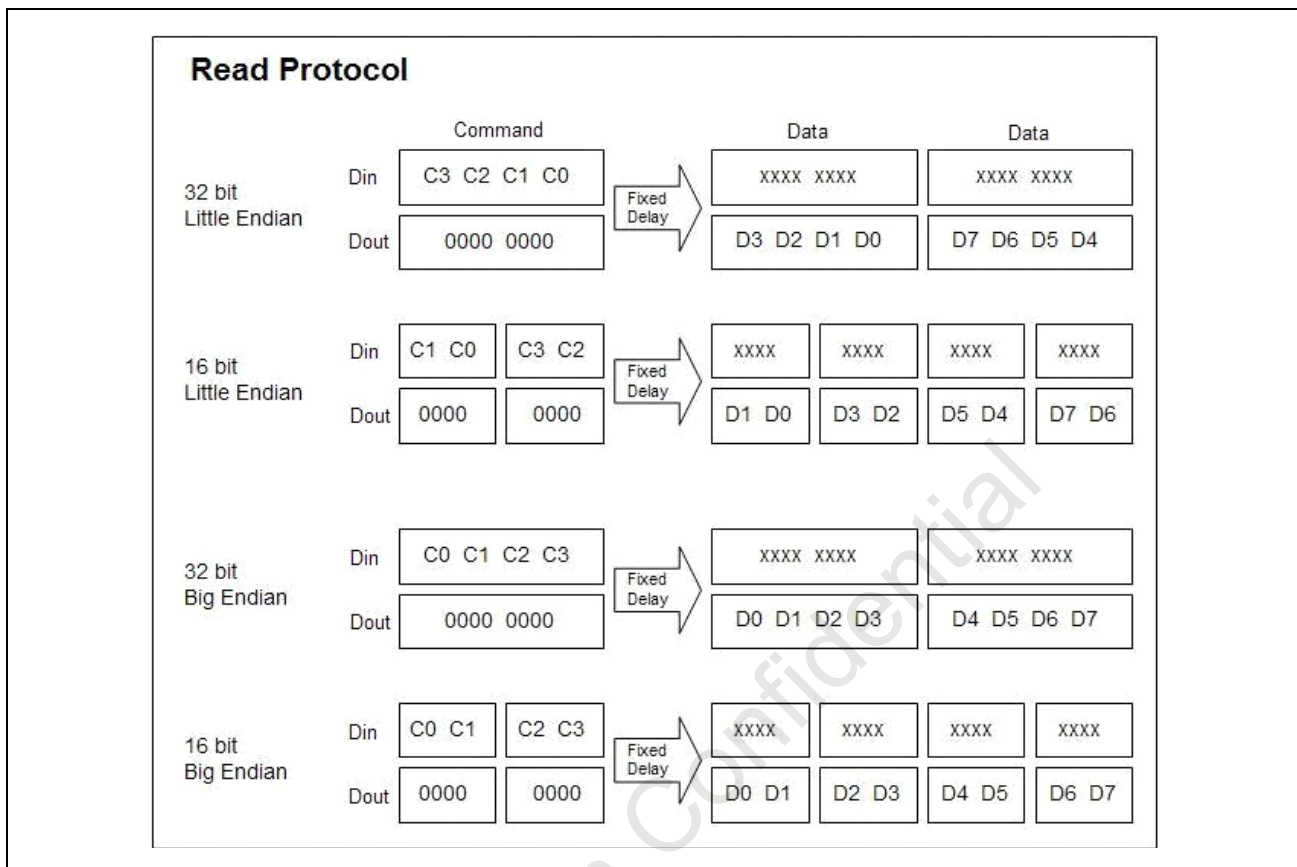 Read Protocol
Command Data Data
32 bit
Little Endian
Din C3 C2 C1 C0 Fixed Delay XXXX XXXX XXXX XXXX
Dout 0000 0000 D3 D2 D1 D0 D7 D6 D5 D4
16 bit
Little Endian
Din C1 C0 C3 C2 Fixed Delay XXXX XXXX XXXX XXXX
Dout 0000 0000 D1 D0 D3 D2 D5 D4 D7 D6
32 bit
Big Endian
Din C0 C1 C2 C3 Fixed Delay XXXX XXXX XXXX XXXX
Dout 0000 0000 D0 D1 D2 D3 D4 D5 D6 D7
16 bit
Big Endian
Din C0 C1 C2 C3 Fixed Delay XXXX XXXX XXXX XXXX
Dout 0000 0000 D0 D1 D2 D3 D4 D5 D6 D7
Confidential